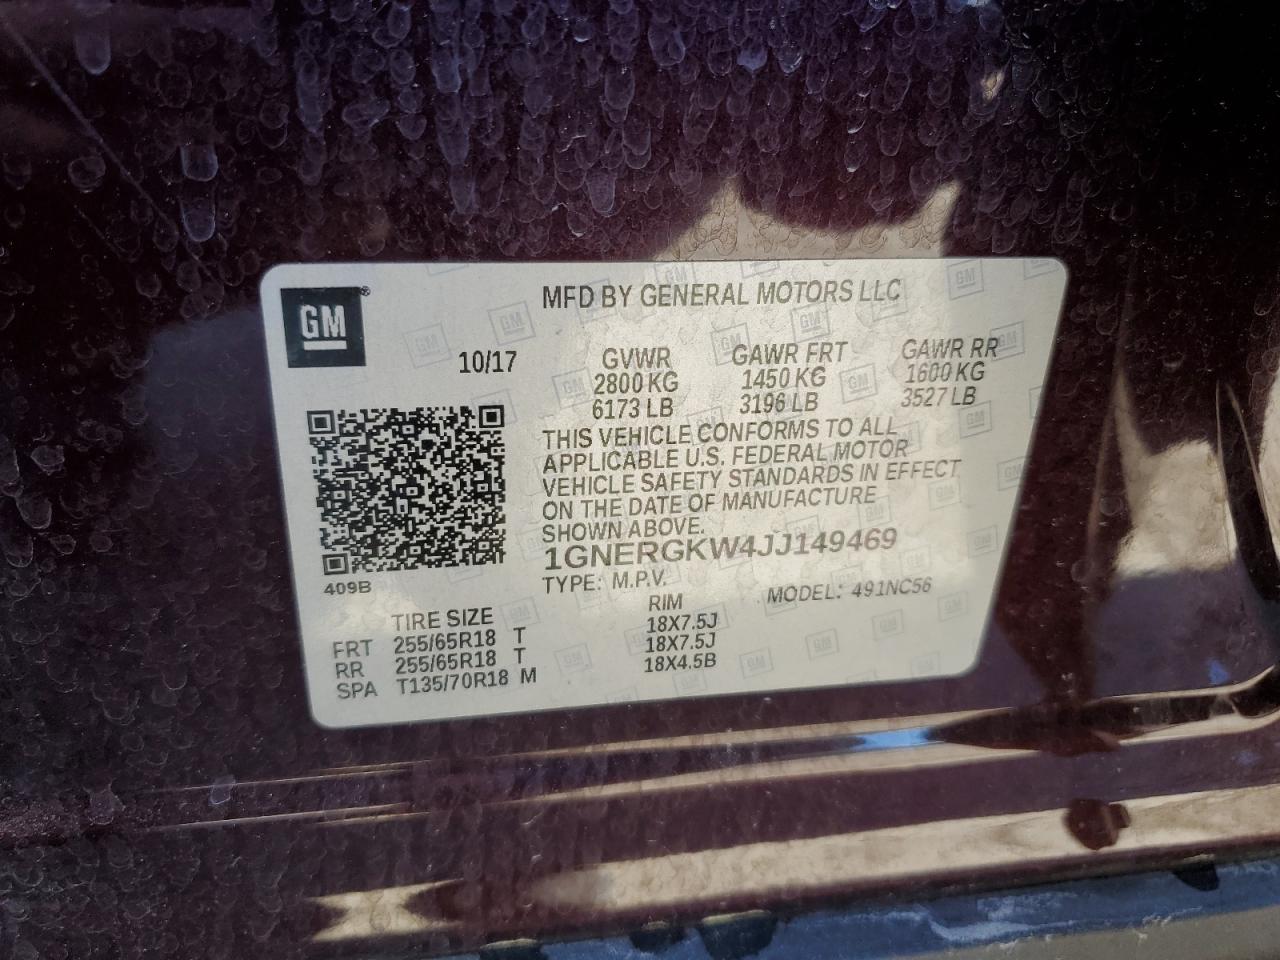 GM
MFD BY GENERAL MOTORS LLC
10/17
GVWR GAWR FRT GAWR RR
2800 KG 1450 KG 1600 KG
6173 LB 3196 LB 3527 LB
THIS VEHICLE CONFORMS TO ALL
APPLICABLE U.S. FEDERAL MOTOR
VEHICLE SAFETY STANDARDS IN EFFECT
ON THE DATE OF MANUFACTURE
SHOWN ABOVE.
1GNERGKW4JJ149469
TYPE: M.P.V. MODEL: 491NC56
409B
TIRE SIZE RIM
FRT 255/65R18 T 18X7.5J
RR 255/65R18 T 18X7.5J
SPA T135/70R18 M 18X4.5B